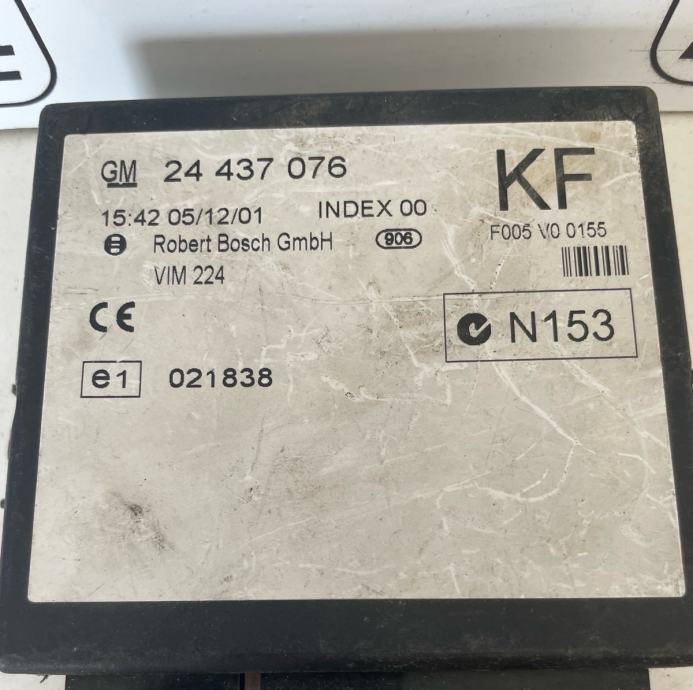 GM 24 437 076
KF
15:42 05/12/01 INDEX 00
F005 V0 0155
Robert Bosch GmbH 906
VIM 224
CE
N153
e1 021838